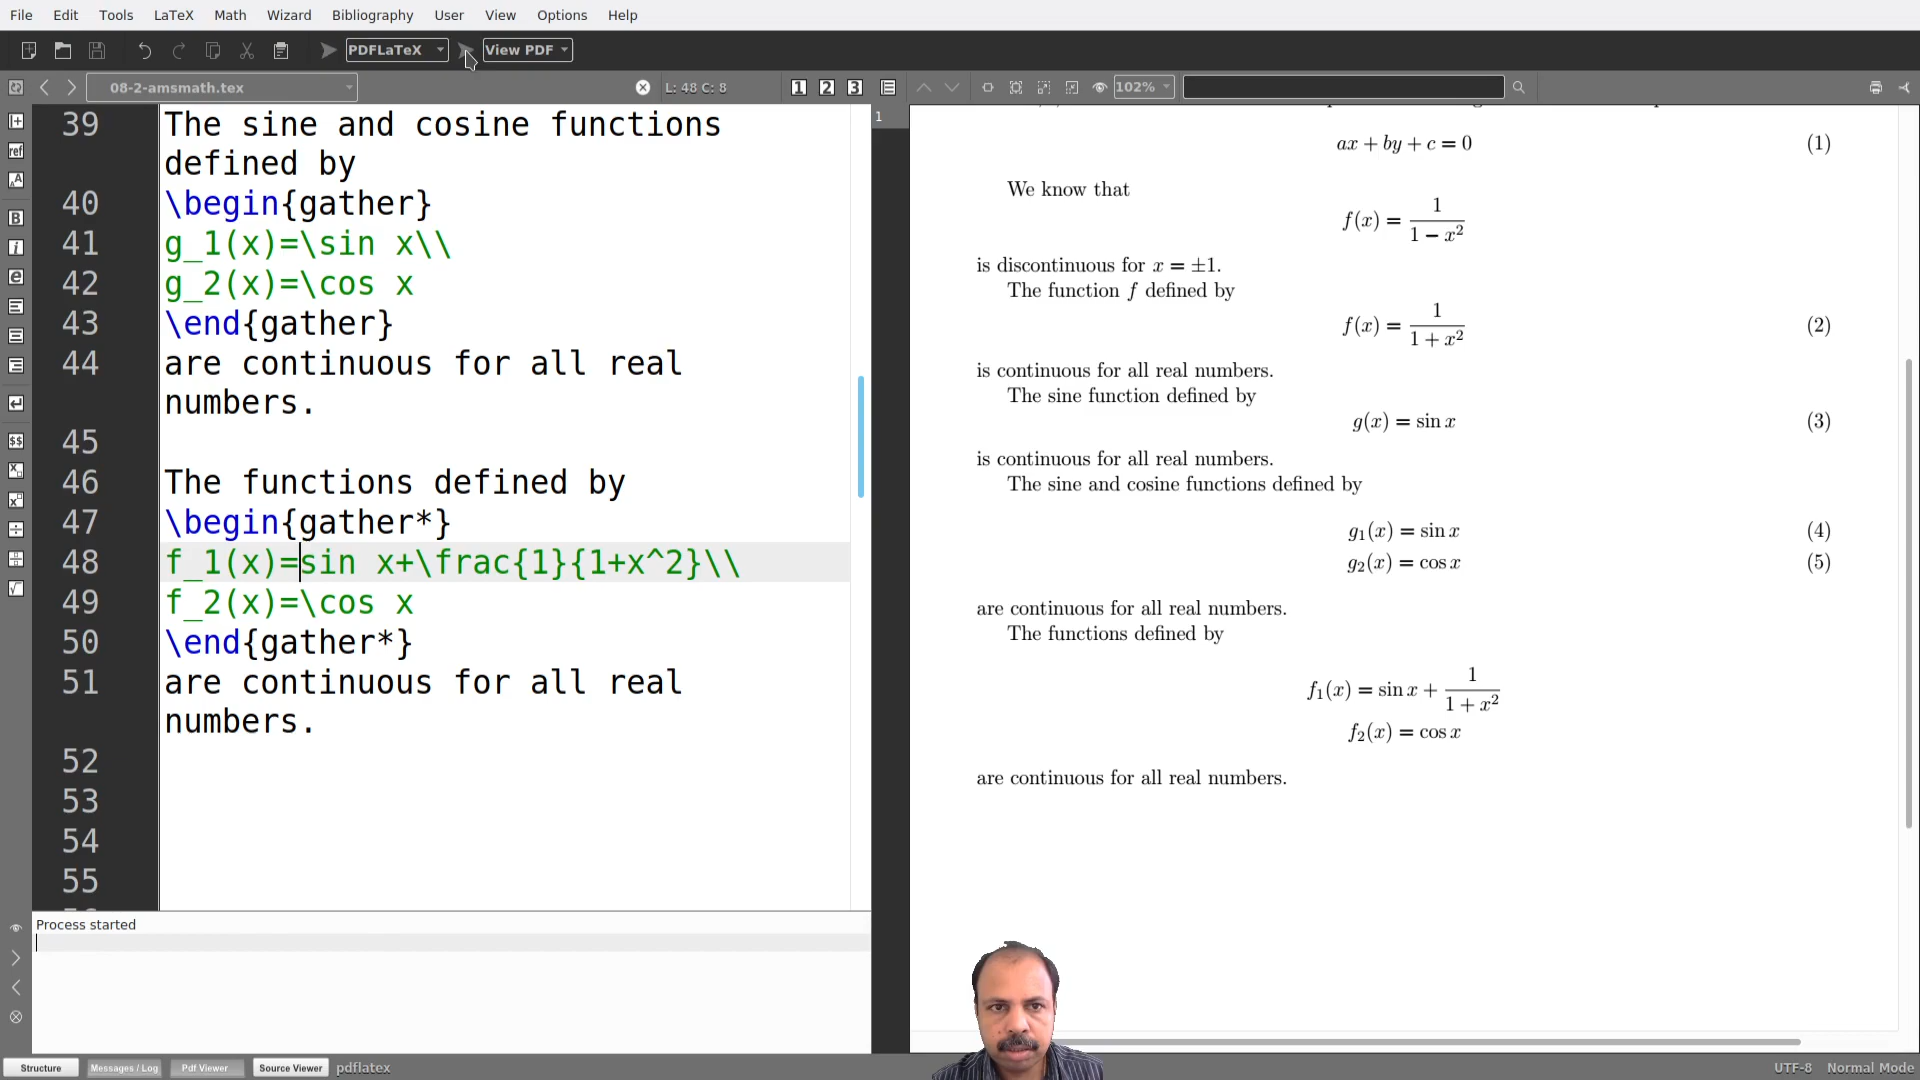 File Edit Tools LaTeX Math Wizard Bibliography User View Options Help
PDFLaTeX View PDF
08-2-amsmath.tex L: 48 C: 8 1 2 3 102%
39 The sine and cosine functions
defined by
40 \begin{gather}
41 g_1(x)=\sin x\\
42 g_2(x)=\cos x
43 \end{gather}
44 are continuous for all real
numbers.
45
46 The functions defined by
47 \begin{gather*}
48 f_1(x)=sin x+\frac{1}{1+x^2}\\
49 f_2(x)=\cos x
50 \end{gather*}
51 are continuous for all real
numbers.
52
53
54
55
Process started
1
ax + by + c = 0 (1)
We know that
f(x) = 1/(1 − x²)
is discontinuous for x = ±1.
The function f defined by
f(x) = 1/(1 + x²) (2)
is continuous for all real numbers.
The sine function defined by
g(x) = sin x (3)
is continuous for all real numbers.
The sine and cosine functions defined by
g₁(x) = sin x (4)
g₂(x) = cos x (5)
are continuous for all real numbers.
The functions defined by
f₁(x) = sin x + 1/(1 + x²)
f₂(x) = cos x
are continuous for all real numbers.
Structure Messages / Log Pdf Viewer Source Viewer pdflatex UTF-8 Normal Mode